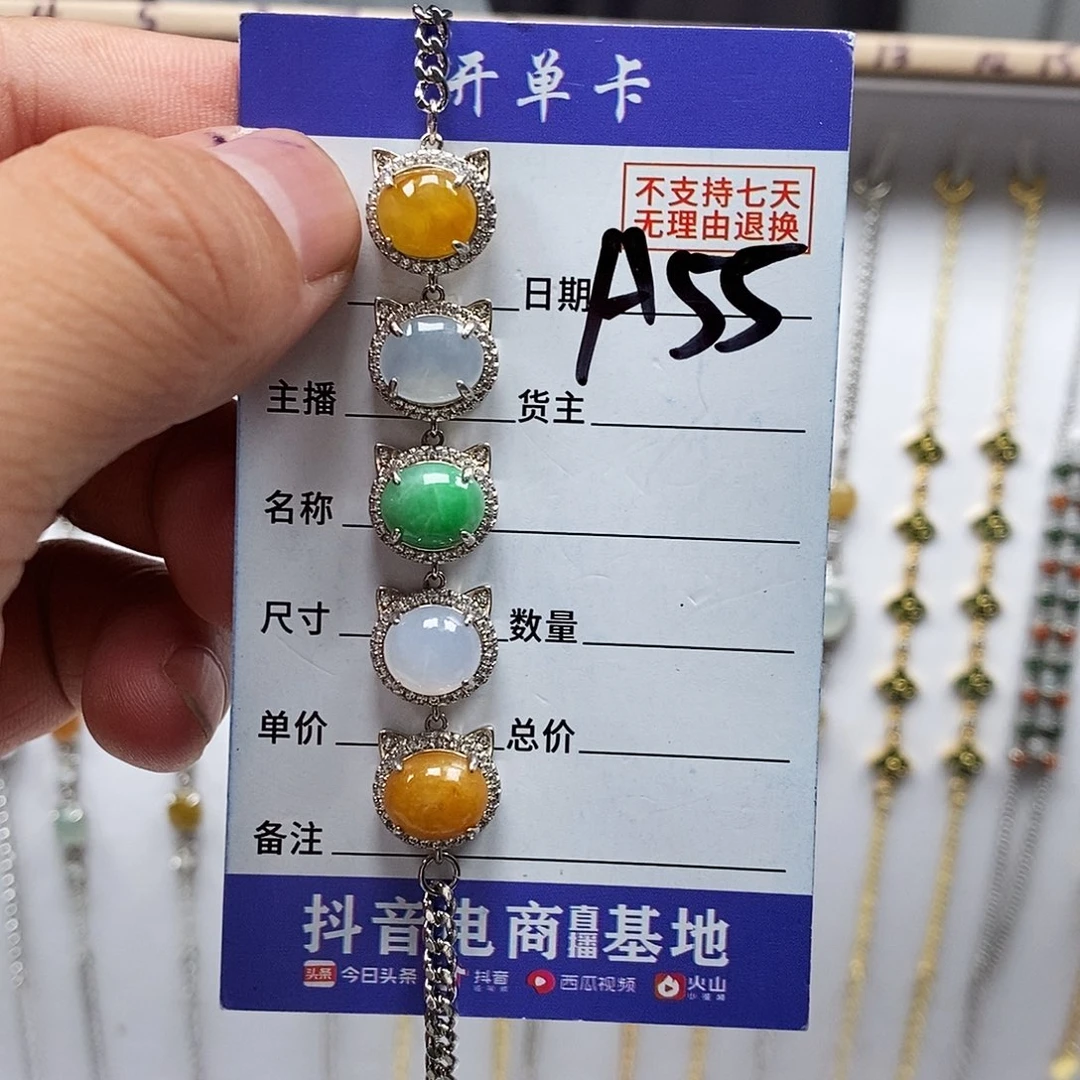 开单卡
不支持七天
无理由退换
日期 A55
主播 货主
名称
尺寸 数量
单价 总价
备注
抖音电商直播基地
头条 今日头条 抖音 西瓜视频 火山